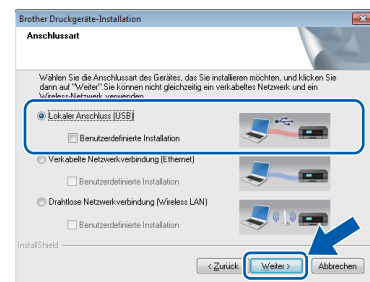 Brother Druckgeräte-Installation
Anschlussart
Wählen Sie die Anschlussart des Gerätes, das Sie installieren möchten, und klicken Sie
dann auf "Weiter".Sie können nicht gleichzeitig ein verkabeltes Netzwerk und ein
Wireless-Netzwerk verwenden.
Lokaler Anschluss (USB)
Benutzerdefinierte Installation
Verkabelte Netzwerkverbindung (Ethernet)
Benutzerdefinierte Installation
Drahtlose Netzwerkverbindung (Wireless LAN)
Benutzerdefinierte Installation
InstallShield
< Zurück Weiter > Abbrechen